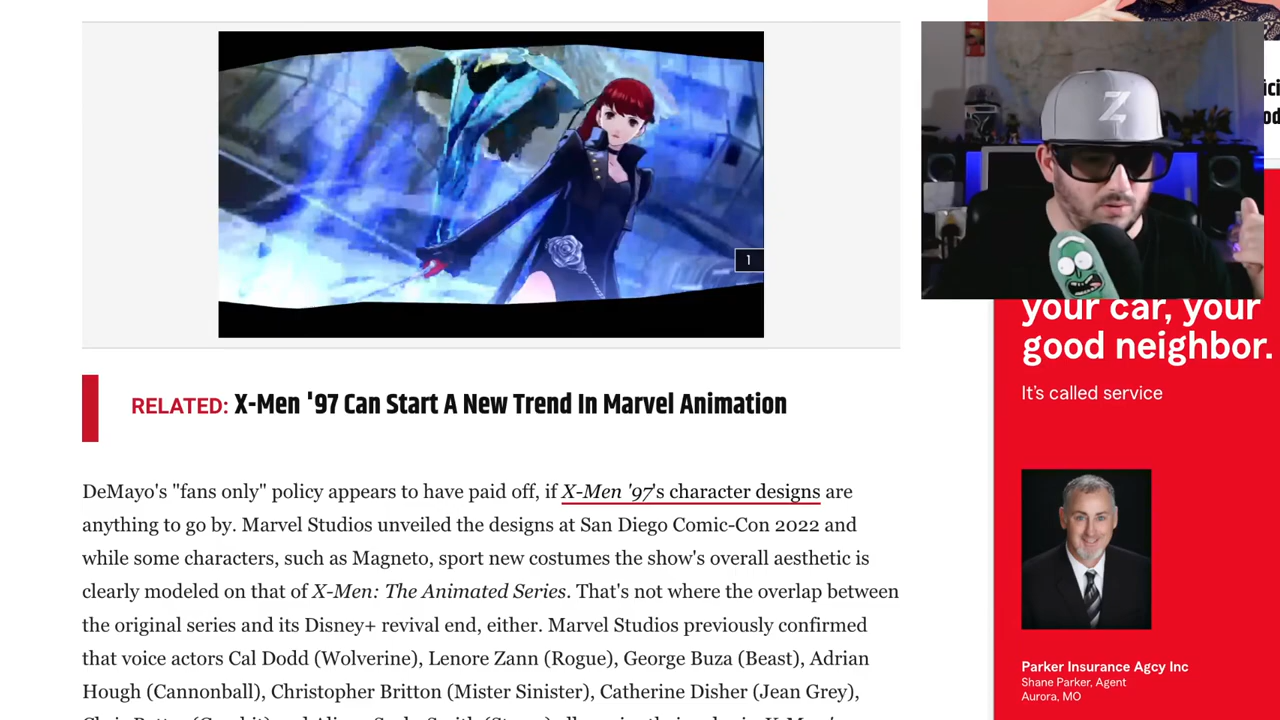 1
Z
RELATED: X-Men '97 Can Start A New Trend In Marvel Animation
DeMayo's "fans only" policy appears to have paid off, if X-Men '97's character designs are
anything to go by. Marvel Studios unveiled the designs at San Diego Comic-Con 2022 and
while some characters, such as Magneto, sport new costumes the show's overall aesthetic is
clearly modeled on that of X-Men: The Animated Series. That's not where the overlap between
the original series and its Disney+ revival end, either. Marvel Studios previously confirmed
that voice actors Cal Dodd (Wolverine), Lenore Zann (Rogue), George Buza (Beast), Adrian
Hough (Cannonball), Christopher Britton (Mister Sinister), Catherine Disher (Jean Grey),
your car, your
good neighbor.
It's called service
Parker Insurance Agcy Inc
Shane Parker, Agent
Aurora, MO